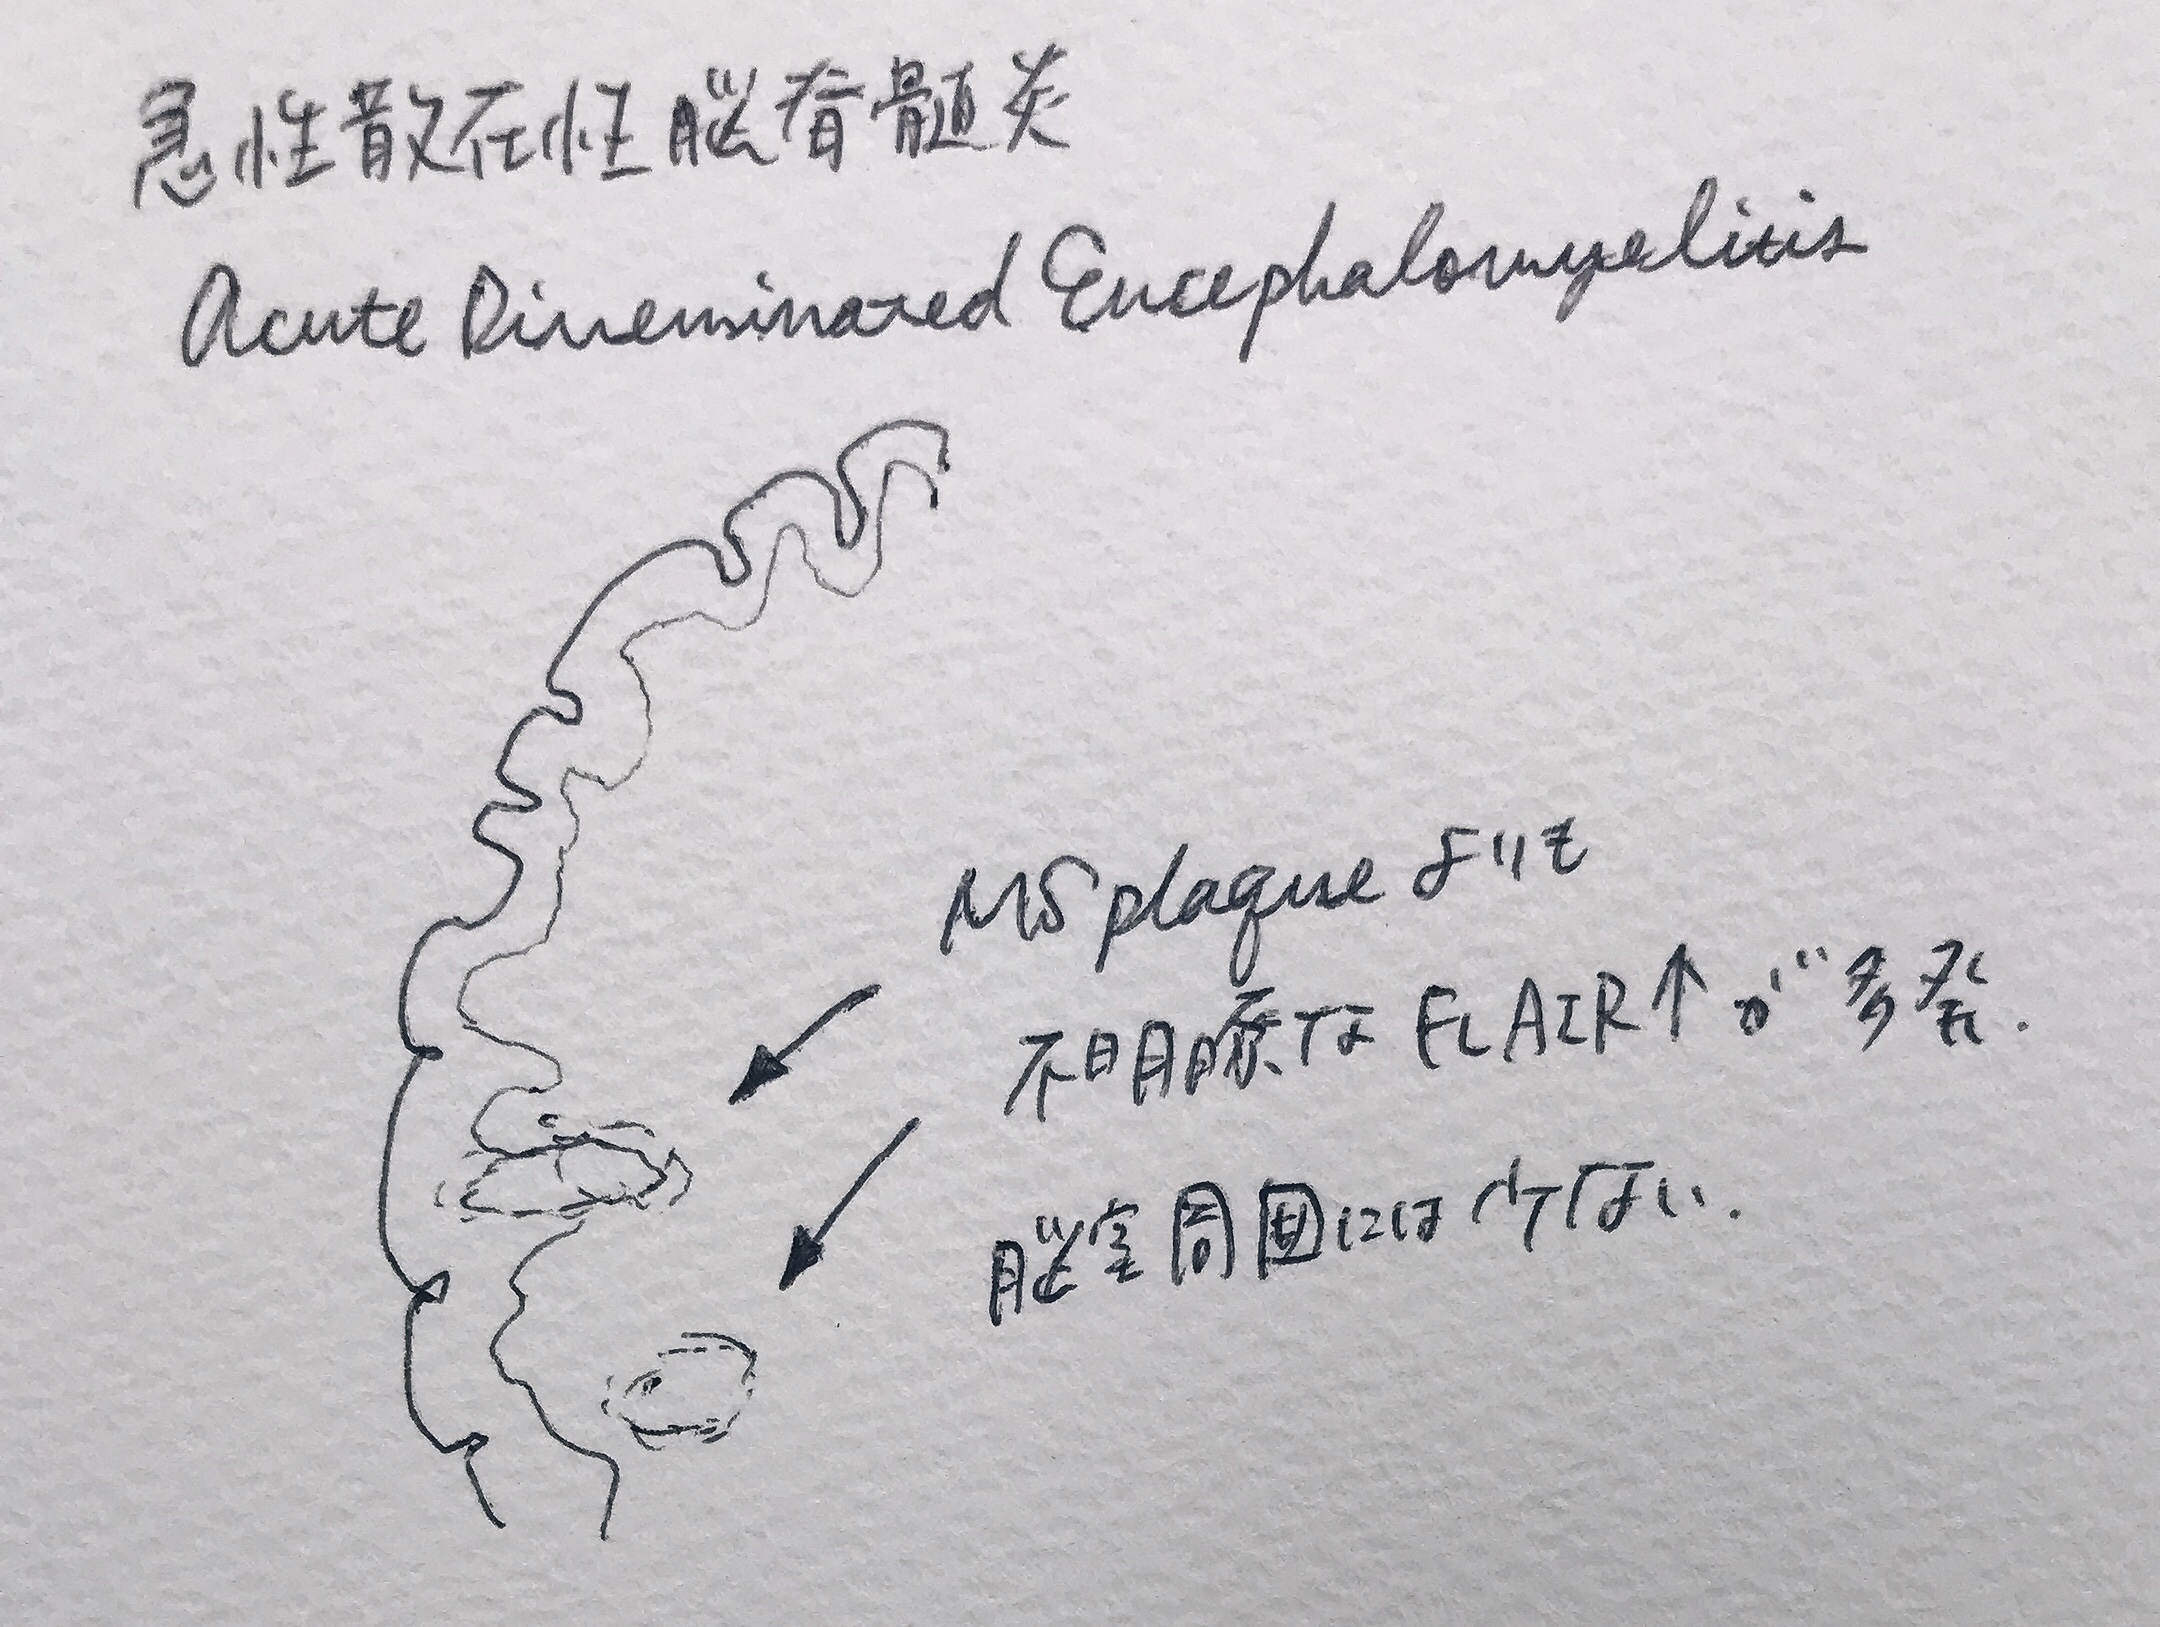 急性散在性脳脊髄炎
Acute Disseminated Encephalomyelitis
MS plaque よりも
不明瞭な FLAIR↑が多発.
脳室周囲には少ない.